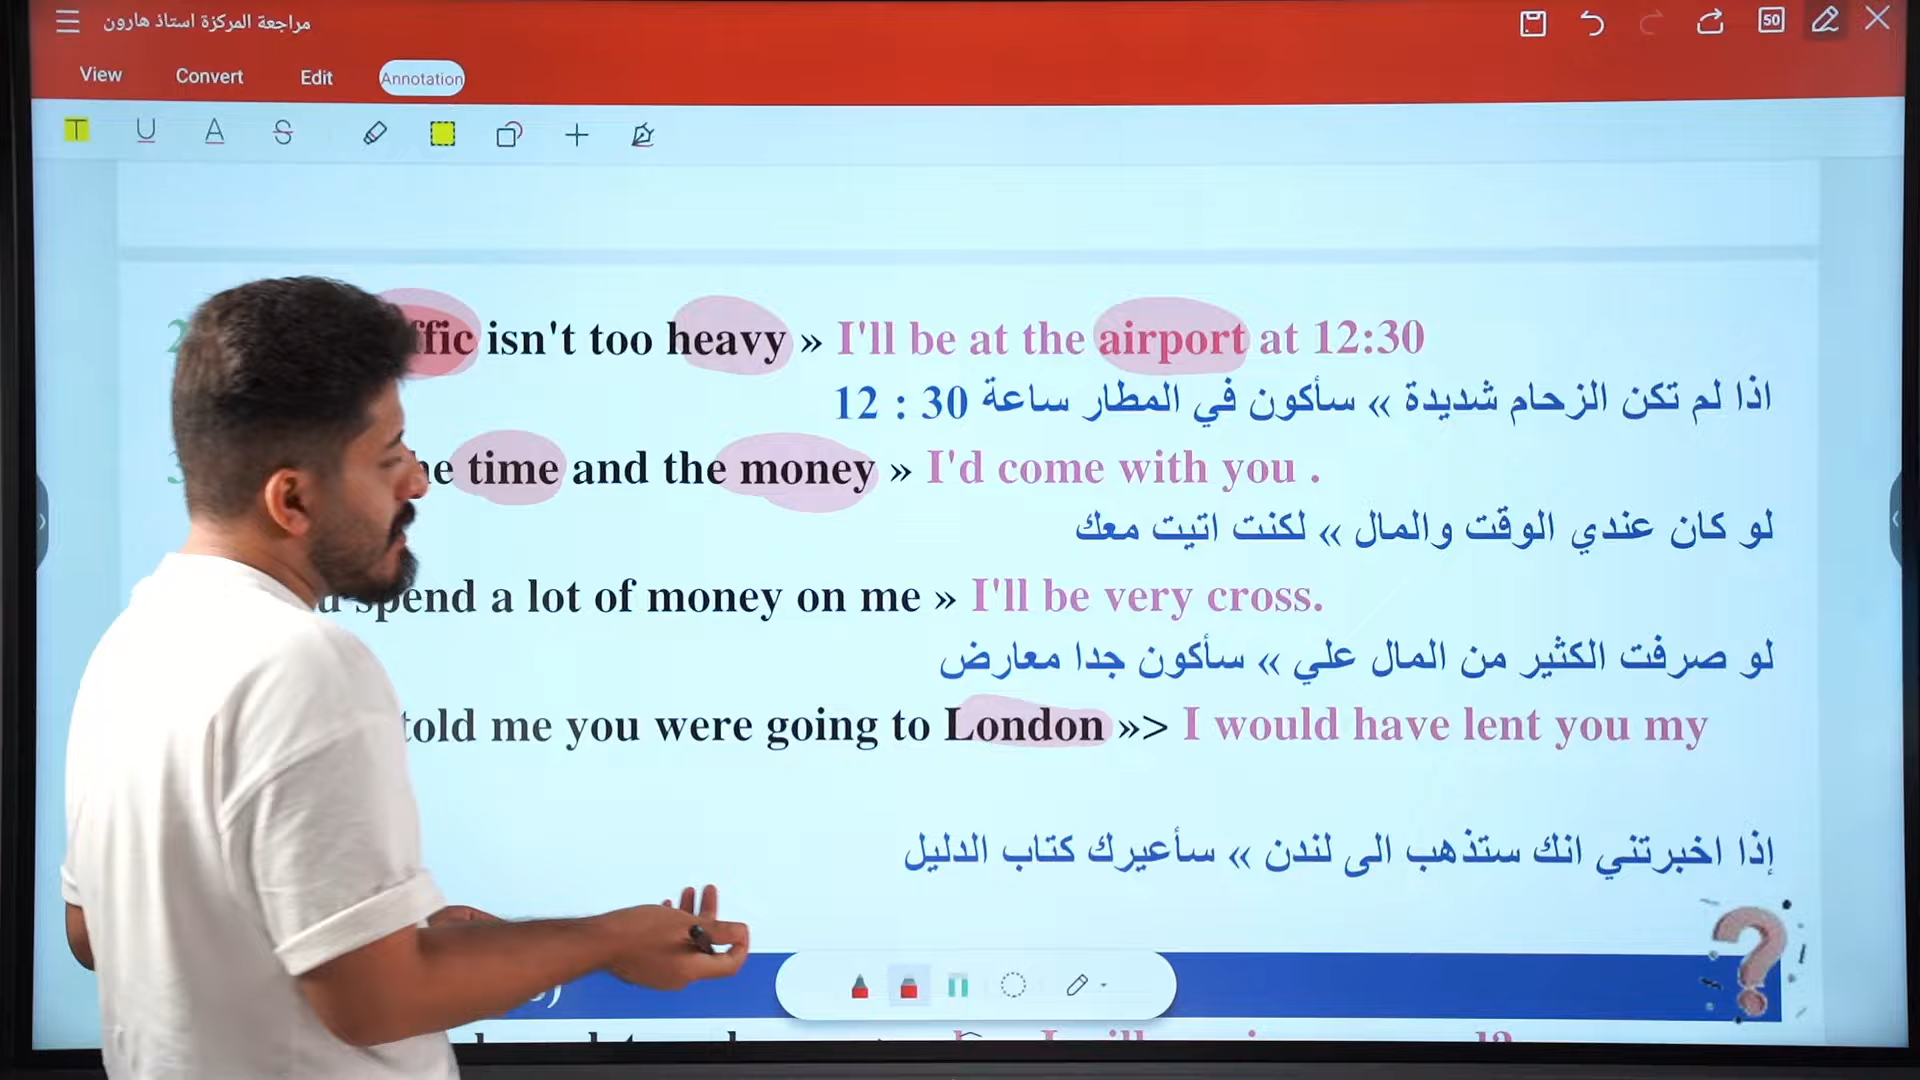 مراجعة المركزة استاذ هارون
50
View Convert Edit Annotation
T U A S
isn't too heavy » I'll be at the airport at 12:30
اذا لم تكن الزحام شديدة » سأكون في المطار ساعة 30 : 12
time and the money » I'd come with you .
لو كان عندي الوقت والمال » لكنت اتيت معك
spend a lot of money on me » I'll be very cross.
لو صرفت الكثير من المال علي » سأكون جدا معارض
told me you were going to London »> I would have lent you my
إذا اخبرتني انك ستذهب الى لندن » سأعيرك كتاب الدليل